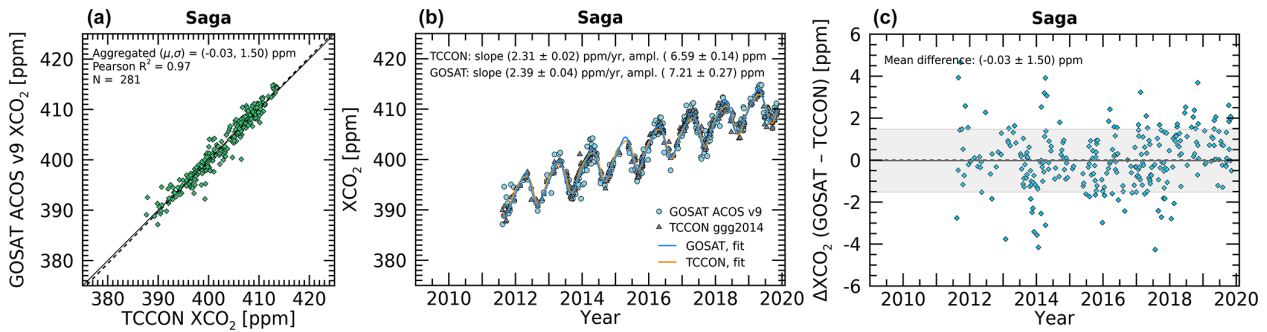 (a)
Saga
GOSAT ACOS v9 XCO2 [ppm]
420
410
400
390
380
Aggregated (μ,σ) = (-0.03, 1.50) ppm
Pearson R2 = 0.97
N = 281
380 390 400 410 420
TCCON XCO2 [ppm]
(b)
Saga
XCO2 [ppm]
420
400
380
TCCON: slope (2.31 ± 0.02) ppm/yr, ampl. ( 6.59 ± 0.14) ppm
GOSAT: slope (2.39 ± 0.04) ppm/yr, ampl. ( 7.21 ± 0.27) ppm
GOSAT ACOS v9
TCCON ggg2014
GOSAT, fit
TCCON, fit
2010 2012 2014 2016 2018 2020
Year
(c)
Saga
ΔXCO2 (GOSAT − TCCON) [ppm]
6
4
2
0
-2
-4
-6
Mean difference: (-0.03 ± 1.50) ppm
2010 2012 2014 2016 2018 2020
Year